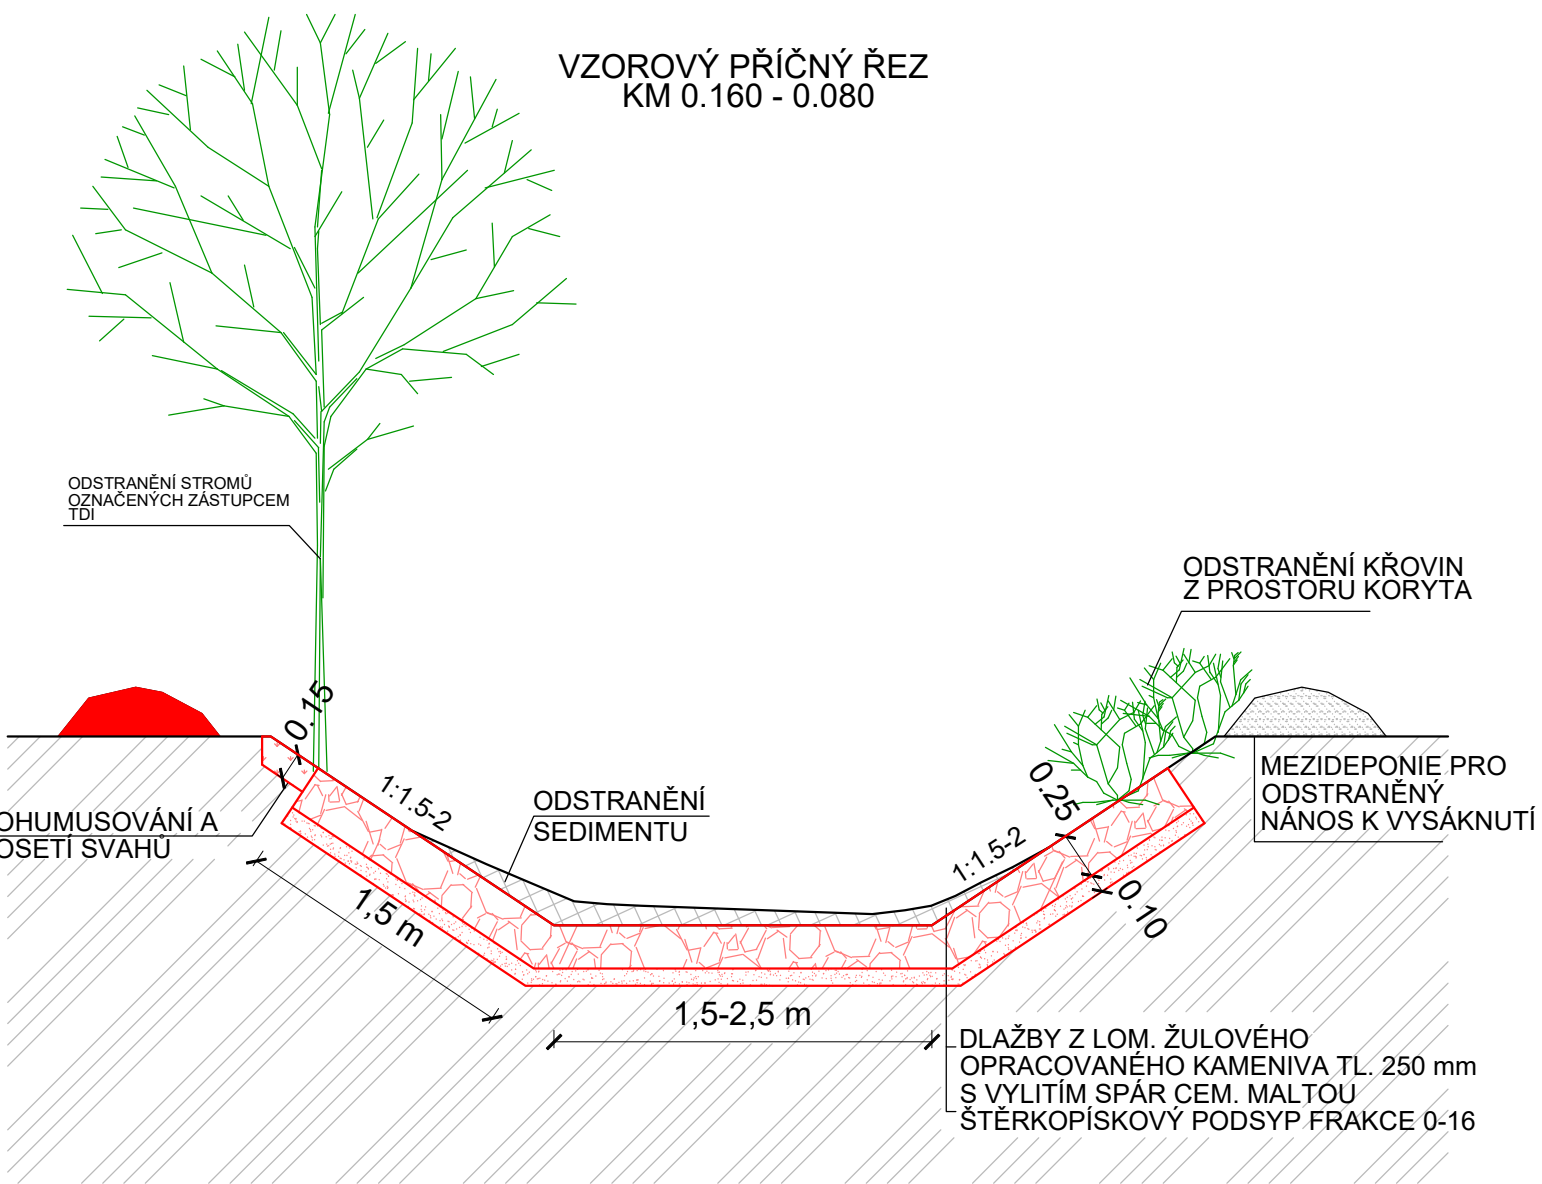 VZOROVÝ PŘÍČNÝ ŘEZ
KM 0.160 - 0.080
ODSTRANĚNÍ STROMŮ
OZNAČENÝCH ZÁSTUPCEM
TDI
ODSTRANĚNÍ KŘOVIN
Z PROSTORU KORYTA
0.15
1:1.5-2
ODSTRANĚNÍ
SEDIMENTU
0.25
1:1.5-2
0.10
MEZIDEPONIE PRO
ODSTRANĚNÝ
NÁNOS K VYSÁKNUTÍ
OHUMUSOVÁNÍ A
OSETÍ SVAHŮ
1,5 m
1,5-2,5 m
DLAŽBY Z LOM. ŽULOVÉHO
OPRACOVANÉHO KAMENIVA TL. 250 mm
S VYLITÍM SPÁR CEM. MALTOU
ŠTĚRKOPÍSKOVÝ PODSYP FRAKCE 0-16